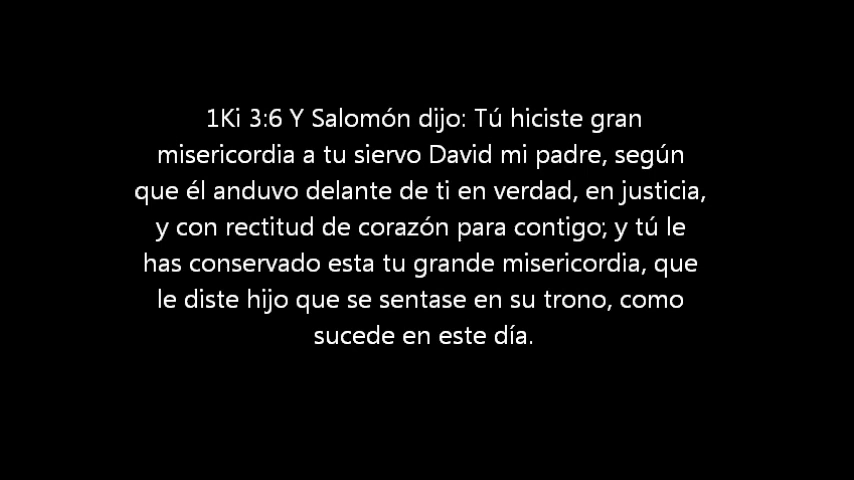 1Ki 3:6 Y Salomón dijo: Tú hiciste gran
misericordia a tu siervo David mi padre, según
que él anduvo delante de ti en verdad, en justicia,
y con rectitud de corazón para contigo; y tú le
has conservado esta tu grande misericordia, que
le diste hijo que se sentase en su trono, como
sucede en este día.